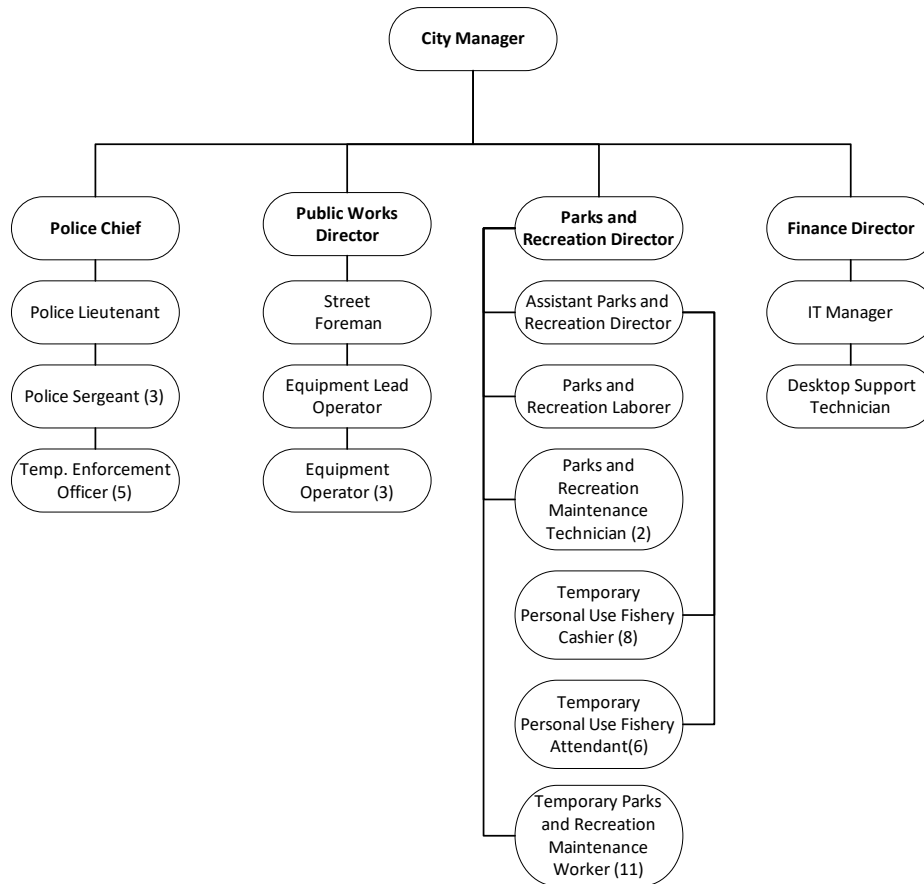 City Manager
Police Chief
Police Lieutenant
Police Sergeant (3)
Temp. Enforcement
Officer (5)
Public Works
Director
Street
Foreman
Equipment Lead
Operator
Equipment
Operator (3)
Parks and
Recreation Director
Assistant Parks and
Recreation Director
Parks and
Recreation Laborer
Parks and
Recreation
Maintenance
Technician (2)
Temporary
Personal Use Fishery
Cashier (8)
Temporary
Personal Use Fishery
Attendant(6)
Temporary Parks
and Recreation
Maintenance
Worker (11)
Finance Director
IT Manager
Desktop Support
Technician